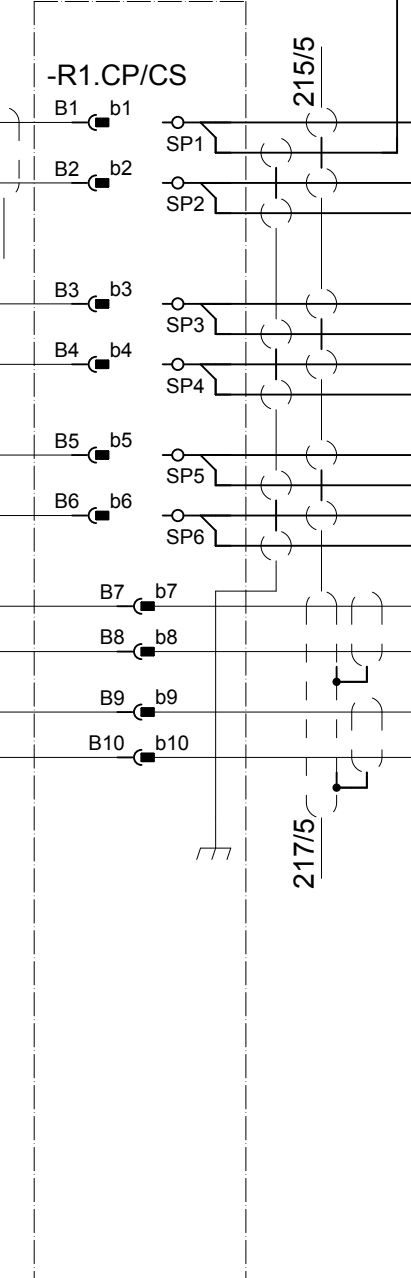 -R1.CP/CS
215/5
B1 b1
SP1
B2 b2
SP2
B3 b3
SP3
B4 b4
SP4
B5 b5
SP5
B6 b6
SP6
B7 b7
B8 b8
B9 b9
B10 b10
217/5